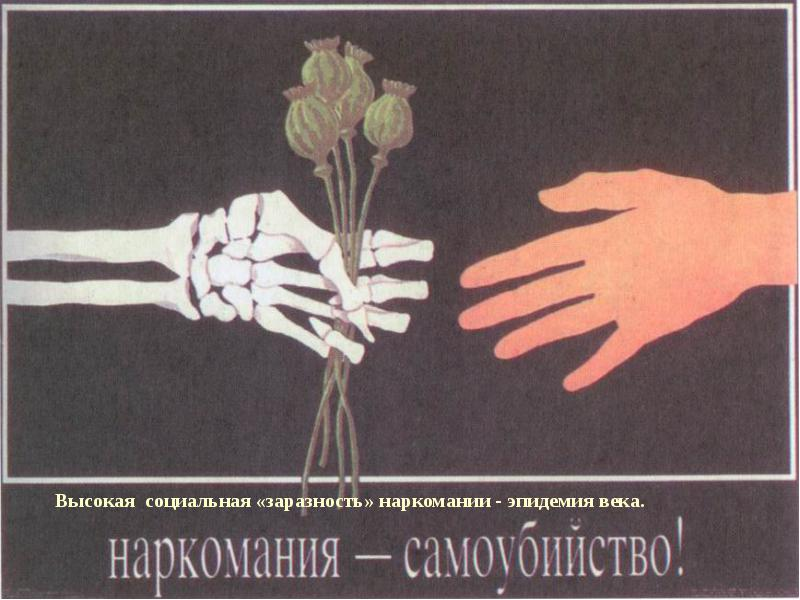 Высокая социальная «заразность» наркомании - эпидемия века.
наркомания — самоубийство!